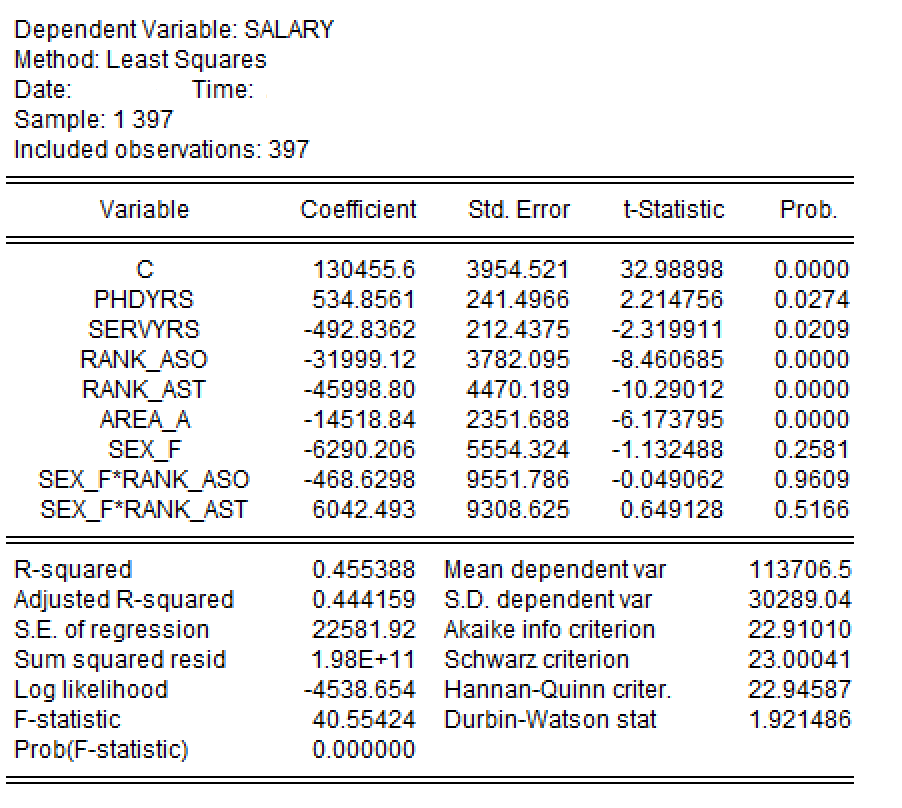 Dependent Variable: SALARY
Method: Least Squares
Date: Time:
Sample: 1 397
Included observations: 397
Variable Coefficient Std. Error t-Statistic Prob.
C 130455.6 3954.521 32.98898 0.0000
PHDYRS 534.8561 241.4966 2.214756 0.0274
SERVYRS -492.8362 212.4375 -2.319911 0.0209
RANK_ASO -31999.12 3782.095 -8.460685 0.0000
RANK_AST -45998.80 4470.189 -10.29012 0.0000
AREA_A -14518.84 2351.688 -6.173795 0.0000
SEX_F -6290.206 5554.324 -1.132488 0.2581
SEX_F*RANK_ASO -468.6298 9551.786 -0.049062 0.9609
SEX_F*RANK_AST 6042.493 9308.625 0.649128 0.5166
R-squared 0.455388 Mean dependent var 113706.5
Adjusted R-squared 0.444159 S.D. dependent var 30289.04
S.E. of regression 22581.92 Akaike info criterion 22.91010
Sum squared resid 1.98E+11 Schwarz criterion 23.00041
Log likelihood -4538.654 Hannan-Quinn criter. 22.94587
F-statistic 40.55424 Durbin-Watson stat 1.921486
Prob(F-statistic) 0.000000